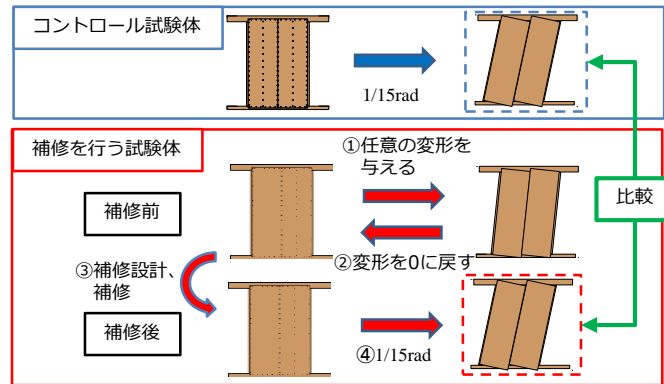 コントロール試験体
1/15rad
補修を行う試験体
①任意の変形を
与える
補修前
比較
②変形を0に戻す
③補修設計、
補修
補修後
④1/15rad